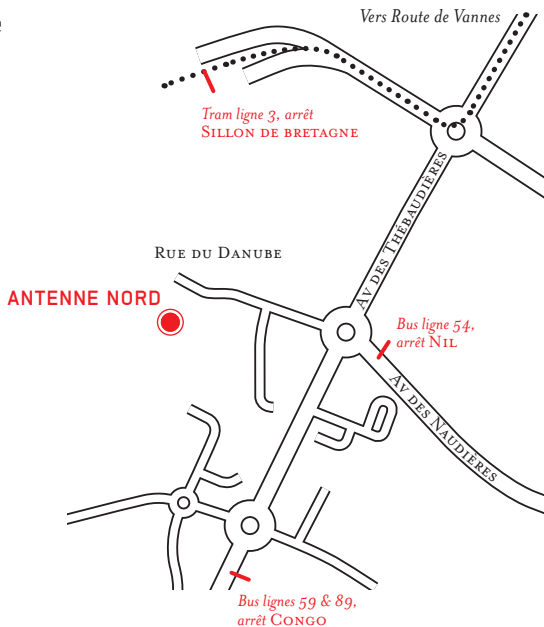 e
Vers Route de Vannes
Tram ligne 3, arrêt
SILLON DE BRETAGNE
AV DES THÉBAUDIÈRES
RUE DU DANUBE
ANTENNE NORD
Bus ligne 54,
arrêt NIL
AV DES NAUDIÈRES
Bus lignes 59 & 89,
arrêt CONGO